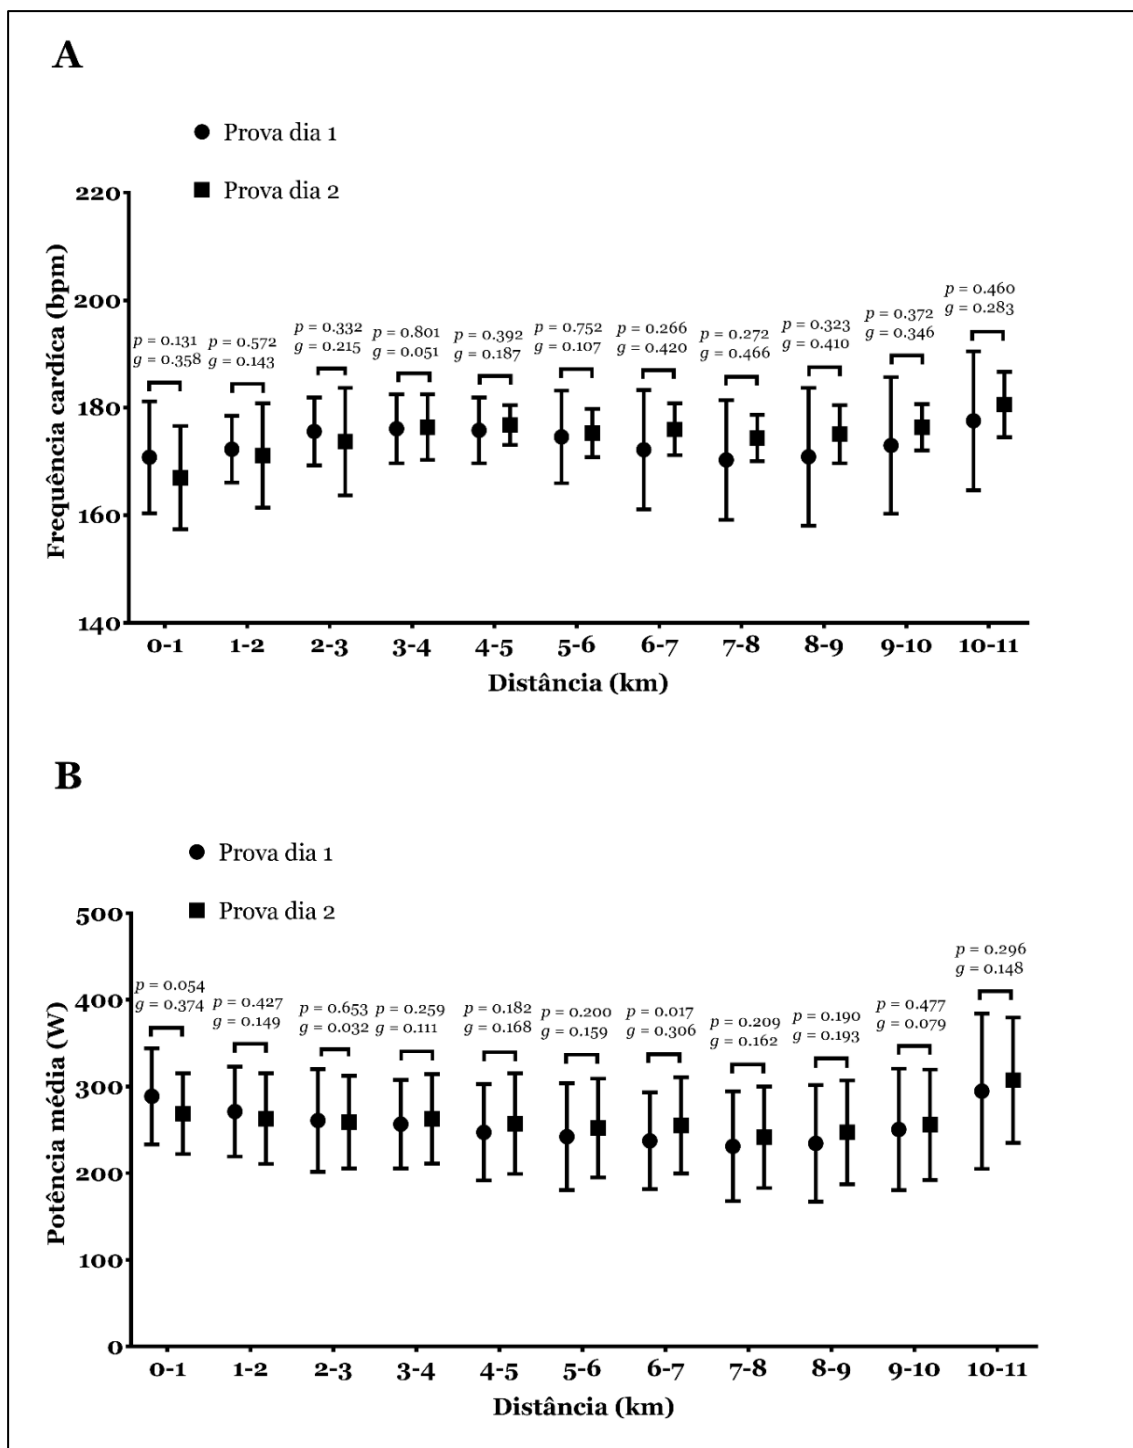 A
Prova dia 1
Prova dia 2
Frequência cardíca (bpm)
220
200
180
160
140
p = 0.131
g = 0.358
p = 0.572
g = 0.143
p = 0.332
g = 0.215
p = 0.801
g = 0.051
p = 0.392
g = 0.187
p = 0.752
g = 0.107
p = 0.266
g = 0.420
p = 0.272
g = 0.466
p = 0.323
g = 0.410
p = 0.372
g = 0.346
p = 0.460
g = 0.283
0-1 1-2 2-3 3-4 4-5 5-6 6-7 7-8 8-9 9-10 10-11
Distância (km)
B
Prova dia 1
Prova dia 2
Potência média (W)
500
400
300
200
100
0
p = 0.054
g = 0.374
p = 0.427
g = 0.149
p = 0.653
g = 0.032
p = 0.259
g = 0.111
p = 0.182
g = 0.168
p = 0.200
g = 0.159
p = 0.017
g = 0.306
p = 0.209
g = 0.162
p = 0.190
g = 0.193
p = 0.477
g = 0.079
p = 0.296
g = 0.148
0-1 1-2 2-3 3-4 4-5 5-6 6-7 7-8 8-9 9-10 10-11
Distância (km)